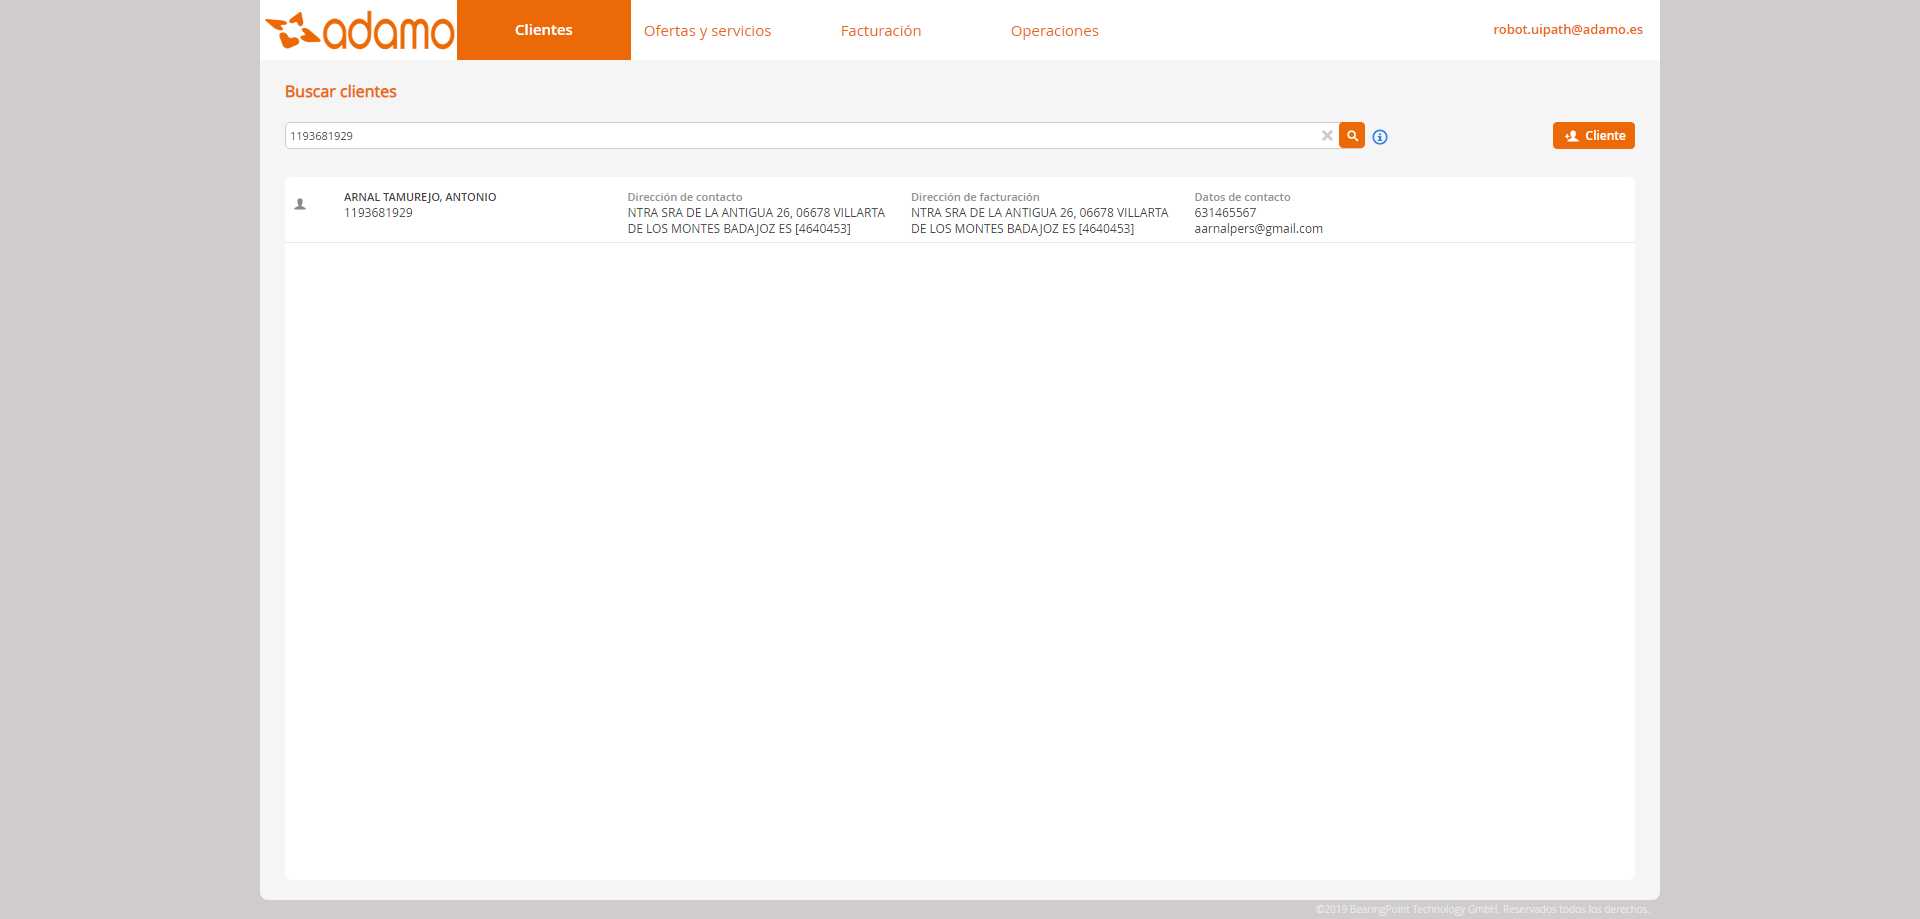 adamo
Clientes
Ofertas y servicios
Facturación
Operaciones
robot.uipath@adamo.es
Buscar clientes
1193681929
Cliente
ARNAL TAMUREJO, ANTONIO
1193681929
Dirección de contacto
NTRA SRA DE LA ANTIGUA 26, 06678 VILLARTA
DE LOS MONTES BADAJOZ ES [4640453]
Dirección de facturación
NTRA SRA DE LA ANTIGUA 26, 06678 VILLARTA
DE LOS MONTES BADAJOZ ES [4640453]
Datos de contacto
631465567
aarnalpers@gmail.com
©2019 BearingPoint Technology GmbH. Reservados todos los derechos.